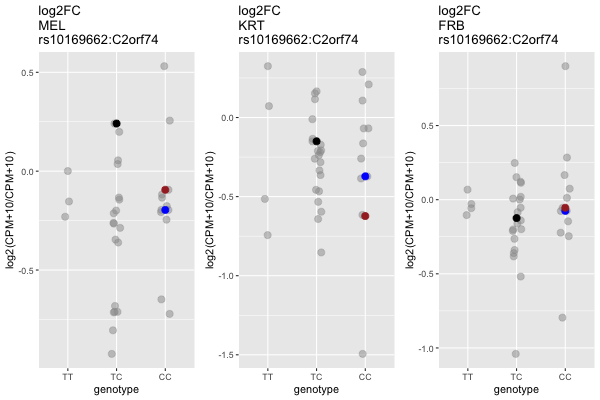 log2FC
MEL
rs10169662:C2orf74
log2(CPM+10/CPM+10)
0.5
0.0
-0.5
TT
TC
CC
genotype
log2FC
KRT
rs10169662:C2orf74
log2(CPM+10/CPM+10)
0.0
-0.5
-1.0
-1.5
TT
TC
CC
genotype
log2FC
FRB
rs10169662:C2orf74
log2(CPM+10/CPM+10)
0.5
0.0
-0.5
-1.0
TT
TC
CC
genotype